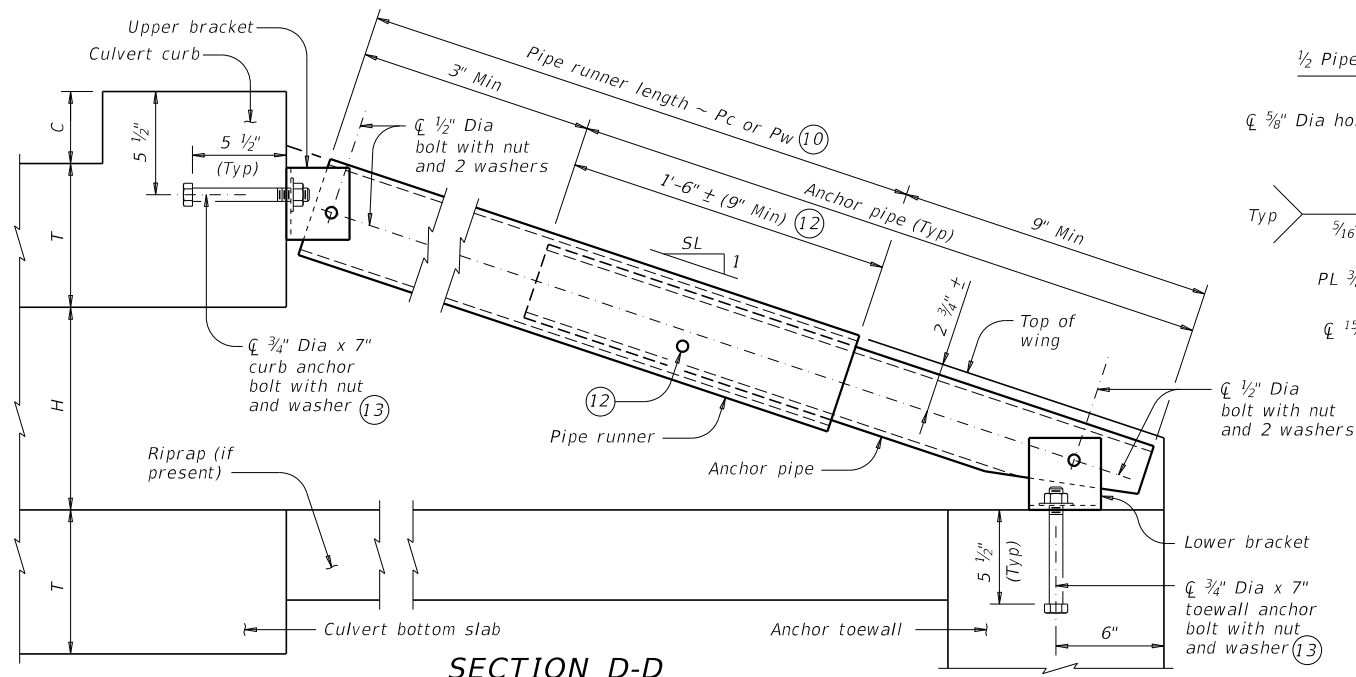 Upper bracket
Culvert curb
C
5 ½"
5 ½"
(Typ)
T
H
T
3" Min
Pipe runner length ~ Pc or Pw 10
℄ ½" Dia
bolt with nut
and 2 washers
1'-6" ± (9" Min) 12
Anchor pipe (Typ)
9" Min
SL
1
2 ¾" ±
Top of
wing
℄ ¾" Dia x 7"
curb anchor
bolt with nut
and washer 13
12
Pipe runner
Anchor pipe
℄ ½" Dia
bolt with nut
and 2 washers
Riprap (if
present)
5 ½"
(Typ)
Lower bracket
℄ ¾" Dia x 7"
toewall anchor
bolt with nut
and washer 13
6"
Culvert bottom slab
Anchor toewall
SECTION D-D
½ Pipe
℄ ⅝" Dia ho
Typ
5/16"
PL
℄